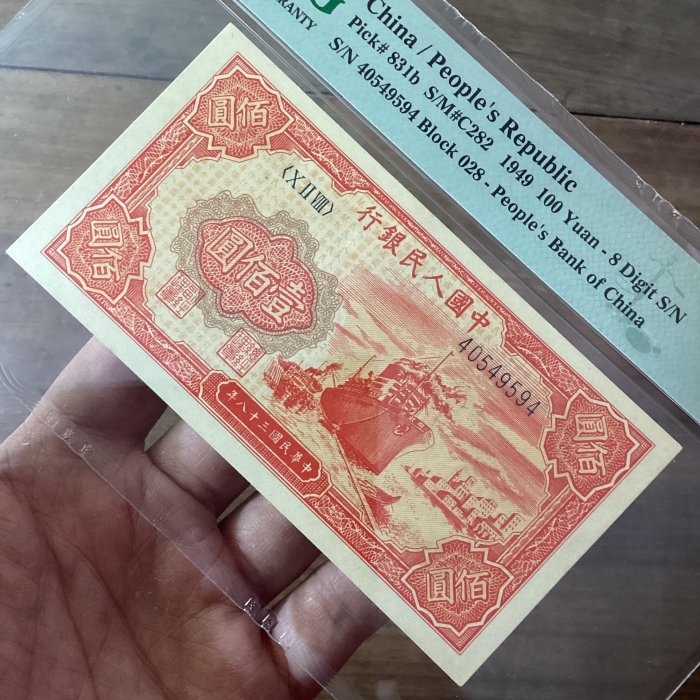 RANTY
China / People's Republic
Pick# 831b S/M#C282 1949 100 Yuan - 8 Digit S/N
S/N 40549594 Block 028 - People's Bank of China
圓佰
圓佰
圓佰
圓佰
〈X II VIII〉
行銀民人國中
圓佰壹
40549594
年八十三國民華中